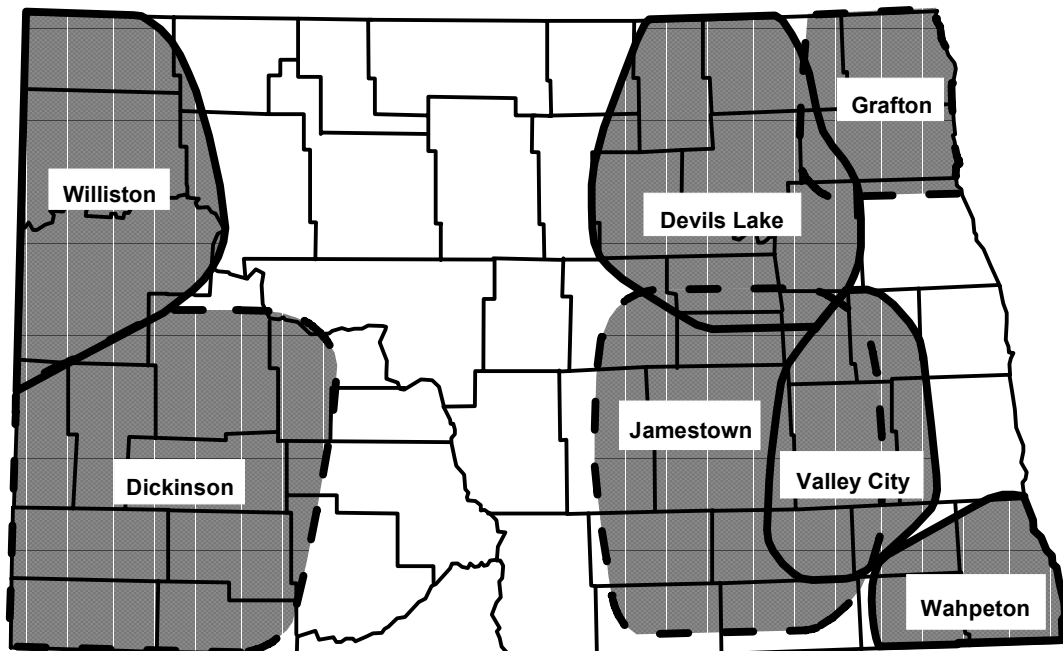 Grafton
Williston
Devils Lake
Jamestown
Dickinson
Valley City
Wahpeton